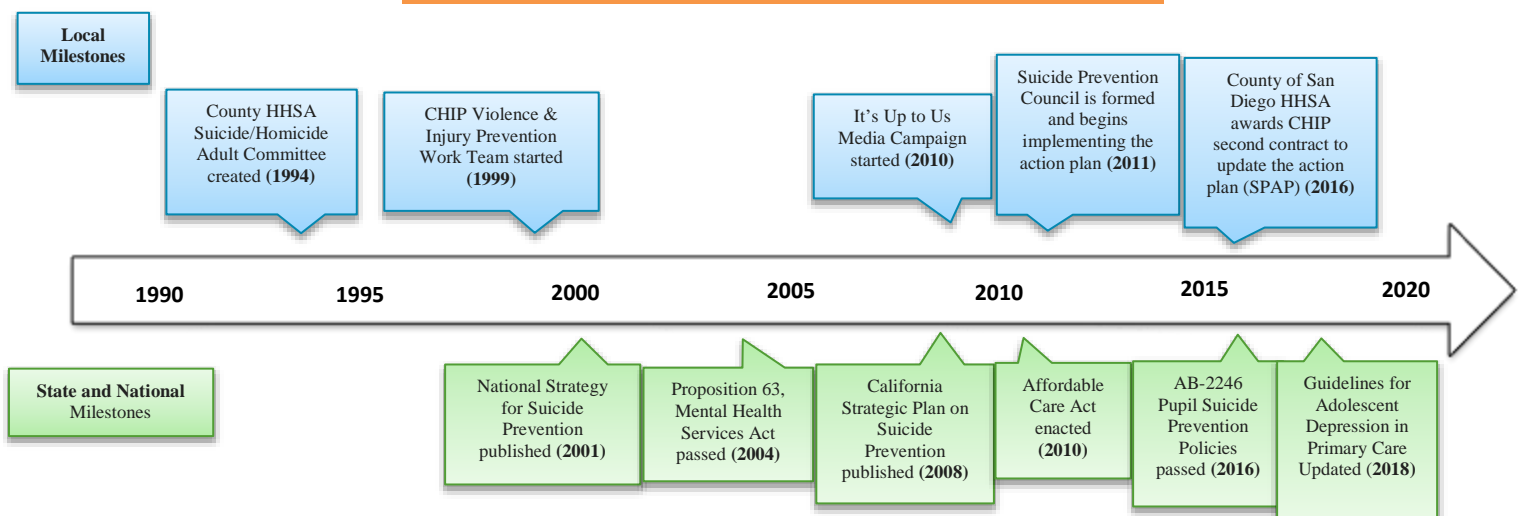 Local
Milestones
County HHSA
Suicide/Homicide
Adult Committee
created (1994)
CHIP Violence &
Injury Prevention
Work Team started
(1999)
It’s Up to Us
Media Campaign
started (2010)
Suicide Prevention
Council is formed
and begins
implementing the
action plan (2011)
County of San
Diego HHSA
awards CHIP
second contract to
update the action
plan (SPAP) (2016)
1990
1995
2000
2005
2010
2015
2020
State and National
Milestones
National Strategy
for Suicide
Prevention
published (2001)
Proposition 63,
Mental Health
Services Act
passed (2004)
California
Strategic Plan on
Suicide
Prevention
published (2008)
Affordable
Care Act
enacted
(2010)
AB-2246
Pupil Suicide
Prevention
Policies
passed (2016)
Guidelines for
Adolescent
Depression in
Primary Care
Updated (2018)